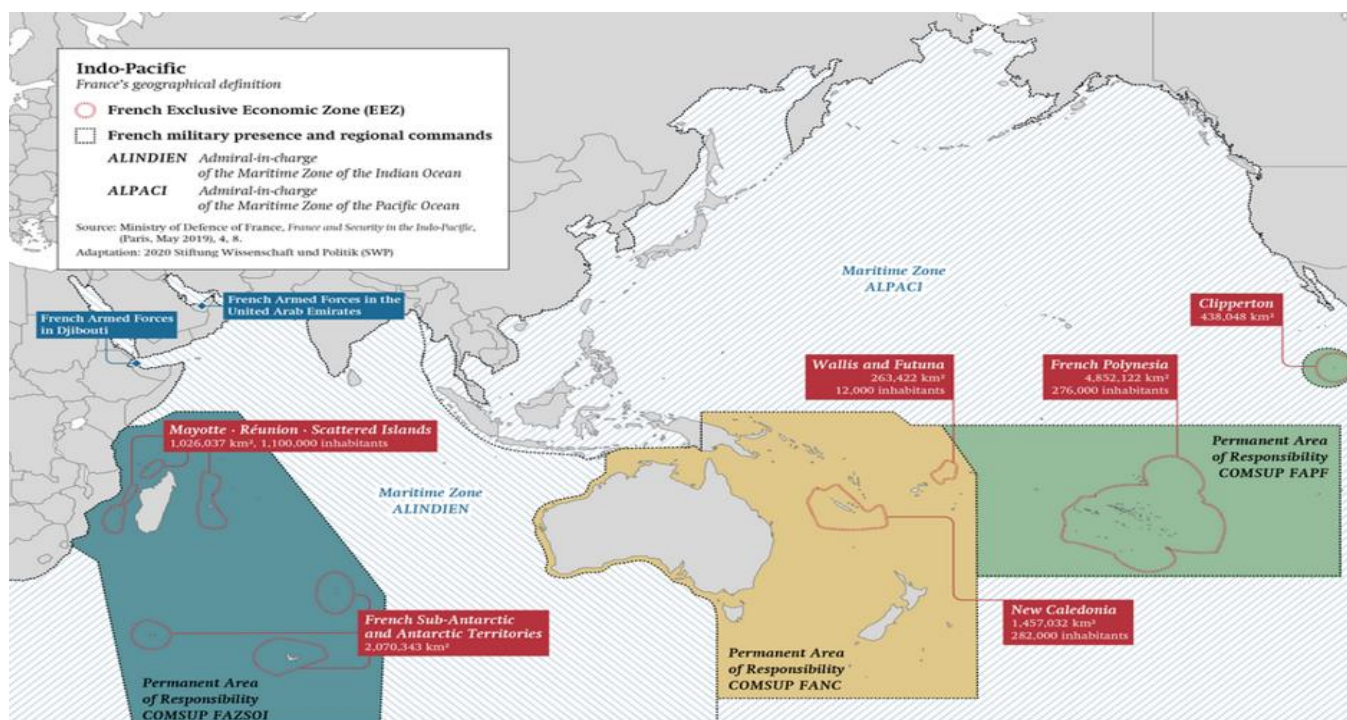 Indo-Pacific
France's geographical definition
French Exclusive Economic Zone (EEZ)
French military presence and regional commands
ALINDIEN Admiral-in-charge
of the Maritime Zone of the Indian Ocean
ALPACI Admiral-in-charge
of the Maritime Zone of the Pacific Ocean
Source: Ministry of Defence of France, France and Security in the Indo-Pacific,
(Paris, May 2019), 4, 8.
Adaptation: 2020 Stiftung Wissenschaft und Politik (SWP)
French Armed Forces in the
United Arab Emirates
French Armed Forces
in Djibouti
Maritime Zone
ALPACI
Clipperton
438,048 km²
Wallis and Futuna
263,422 km²
12,000 inhabitants
French Polynesia
4,852,122 km²
276,000 inhabitants
Mayotte · Réunion · Scattered Islands
1,026,037 km², 1,100,000 inhabitants
Permanent Area
of Responsibility
COMSUP FAPF
Maritime Zone
ALINDIEN
French Sub-Antarctic
and Antarctic Territories
2,070,343 km²
New Caledonia
1,457,032 km²
282,000 inhabitants
Permanent Area
of Responsibility
COMSUP FANC
Permanent Area
of Responsibility
COMSUP FAZSOI